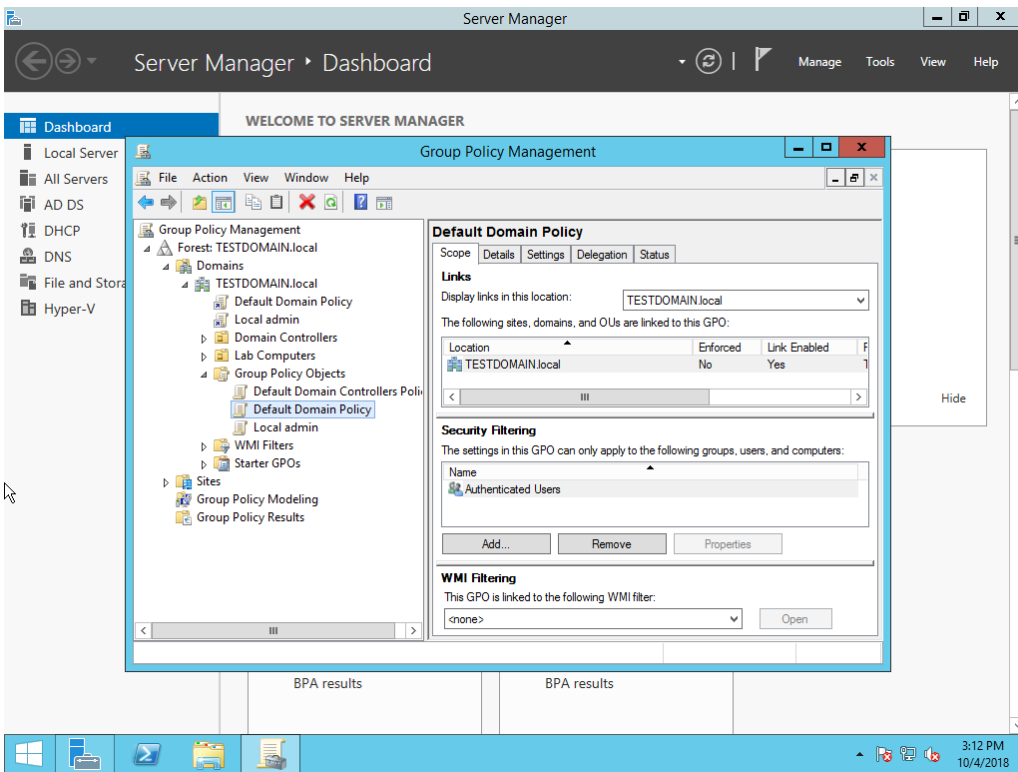 Server Manager
Server Manager • Dashboard
Manage Tools View Help
Dashboard
Local Server
All Servers
AD DS
DHCP
DNS
File and Stora
Hyper-V
WELCOME TO SERVER MANAGER
Group Policy Management
File Action View Window Help
Group Policy Management
Forest: TESTDOMAIN.local
Domains
TESTDOMAIN.local
Default Domain Policy
Local admin
Domain Controllers
Lab Computers
Group Policy Objects
Default Domain Controllers Poli
Default Domain Policy
Local admin
WMI Filters
Starter GPOs
Sites
Group Policy Modeling
Group Policy Results
Default Domain Policy
Scope Details Settings Delegation Status
Links
Display links in this location: TESTDOMAIN.local
The following sites, domains, and OUs are linked to this GPO:
Location Enforced Link Enabled
TESTDOMAIN.local No Yes
Security Filtering
The settings in this GPO can only apply to the following groups, users, and computers:
Name
Authenticated Users
Add... Remove Properties
WMI Filtering
This GPO is linked to the following WMI filter:
<none> Open
Hide
BPA results BPA results
3:12 PM
10/4/2018